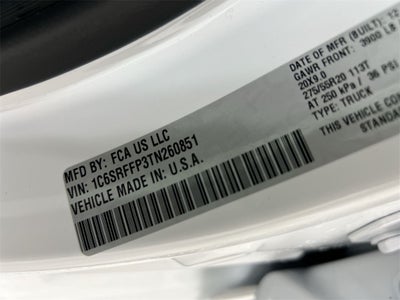 MFD BY: FCA US LLC
VIN: 1C6SRFFP3TN260851
VEHICLE MADE IN: U.S.A.
DATE OF MFR (BUILT): 12
GAWR FRONT: 3900 LB
20X9.0
275/55R20 113T
AT 250 kPa / 36 PSI
TYPE: TRUCK
THIS VEHICLE CON
STANDA